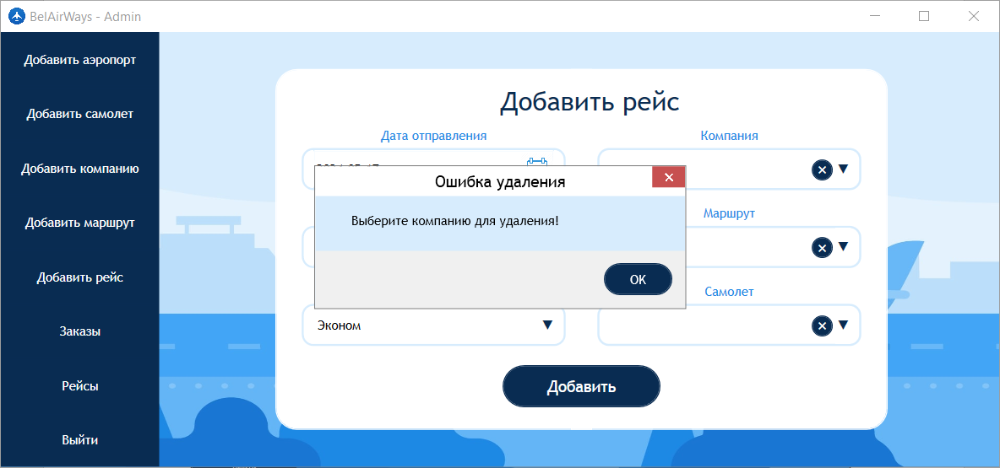 BelAirWays - Admin
Добавить аэропорт
Добавить самолет
Добавить компанию
Добавить маршрут
Добавить рейс
Заказы
Рейсы
Выйти
Добавить рейс
Дата отправления
Компания
Ошибка удаления
Выберите компанию для удаления!
OK
Маршрут
Самолет
Эконом
Добавить